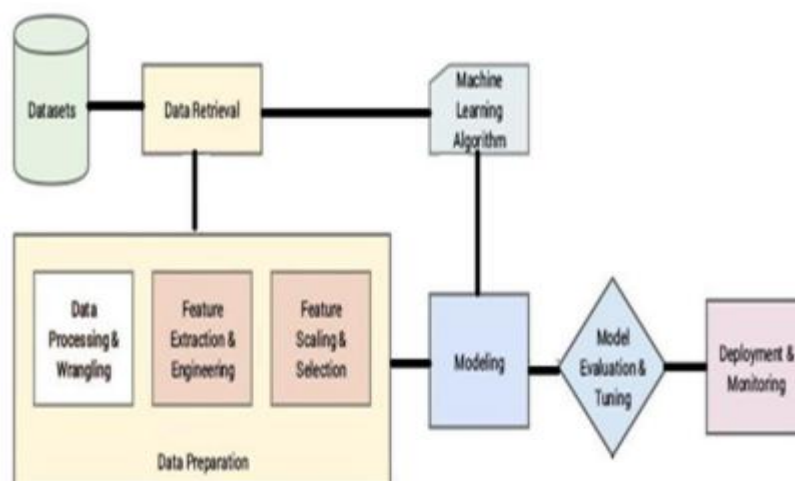 Datasets
Data Retrieval
Machine
Learning
Algorithm
Data
Processing &
Wrangling
Feature
Extraction &
Engineering
Feature
Scaling &
Selection
Data Preparation
Modeling
Model
Evaluation &
Tuning
Deployment &
Monitoring